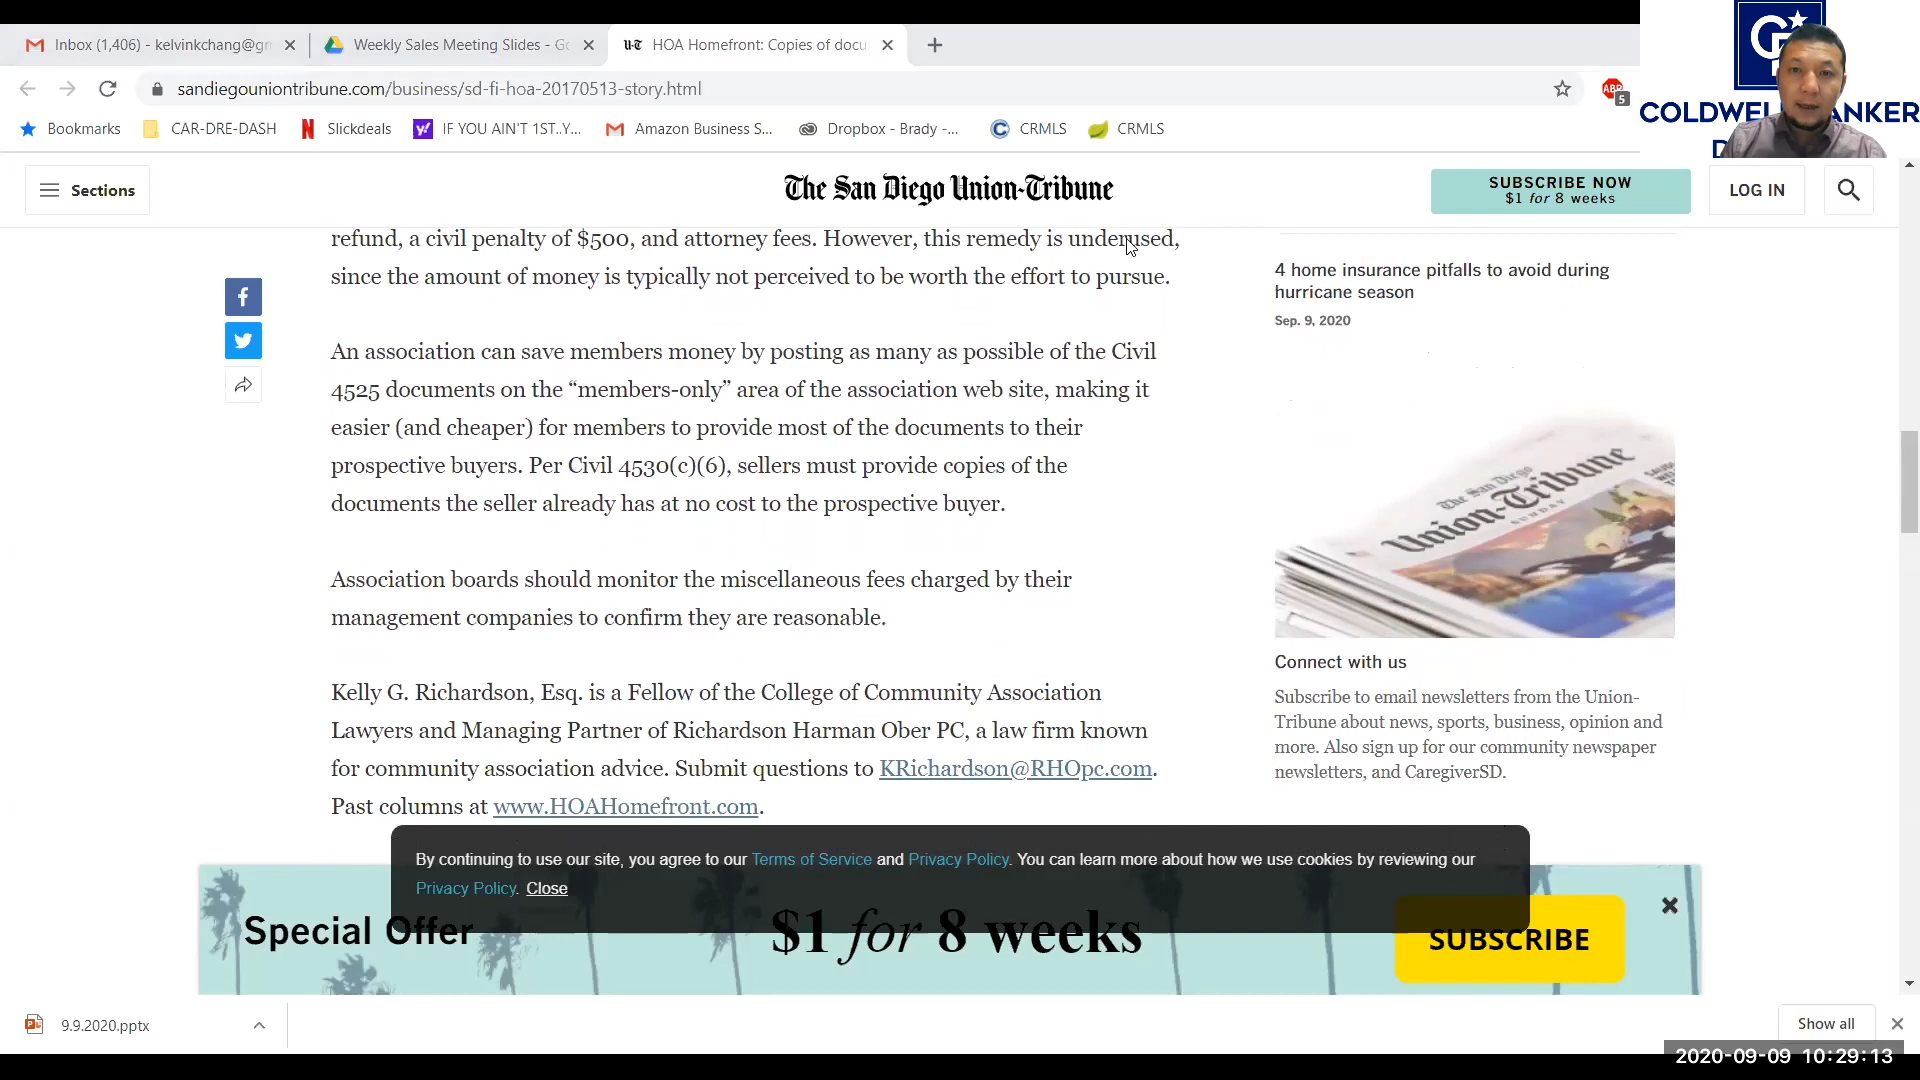 Inbox (1,406) - kelvinkchang@gm
Weekly Sales Meeting Slides - Go
HOA Homefront: Copies of docu
sandiegouniontribune.com/business/sd-fi-hoa-20170513-story.html
ABP
5
Bookmarks
CAR-DRE-DASH
Slickdeals
IF YOU AIN'T 1ST..Y...
Amazon Business S...
Dropbox - Brady -...
CRMLS
CRMLS
COLDWELL BANKER
Sections
The San Diego Union-Tribune
SUBSCRIBE NOW
$1 for 8 weeks
LOG IN
refund, a civil penalty of $500, and attorney fees. However, this remedy is underused,
since the amount of money is typically not perceived to be worth the effort to pursue.
An association can save members money by posting as many as possible of the Civil
4525 documents on the “members-only” area of the association web site, making it
easier (and cheaper) for members to provide most of the documents to their
prospective buyers. Per Civil 4530(c)(6), sellers must provide copies of the
documents the seller already has at no cost to the prospective buyer.
Association boards should monitor the miscellaneous fees charged by their
management companies to confirm they are reasonable.
Kelly G. Richardson, Esq. is a Fellow of the College of Community Association
Lawyers and Managing Partner of Richardson Harman Ober PC, a law firm known
for community association advice. Submit questions to KRichardson@RHOpc.com.
Past columns at www.HOAHomefront.com.
4 home insurance pitfalls to avoid during
hurricane season
Sep. 9, 2020
The San Diego
Union-Tribune
SUNDAY
Connect with us
Subscribe to email newsletters from the Union-
Tribune about news, sports, business, opinion and
more. Also sign up for our community newspaper
newsletters, and CaregiverSD.
By continuing to use our site, you agree to our Terms of Service and Privacy Policy. You can learn more about how we use cookies by reviewing our
Privacy Policy. Close
Special Offer
$1 for 8 weeks
SUBSCRIBE
9.9.2020.pptx
Show all
2020-09-09 10:29:13